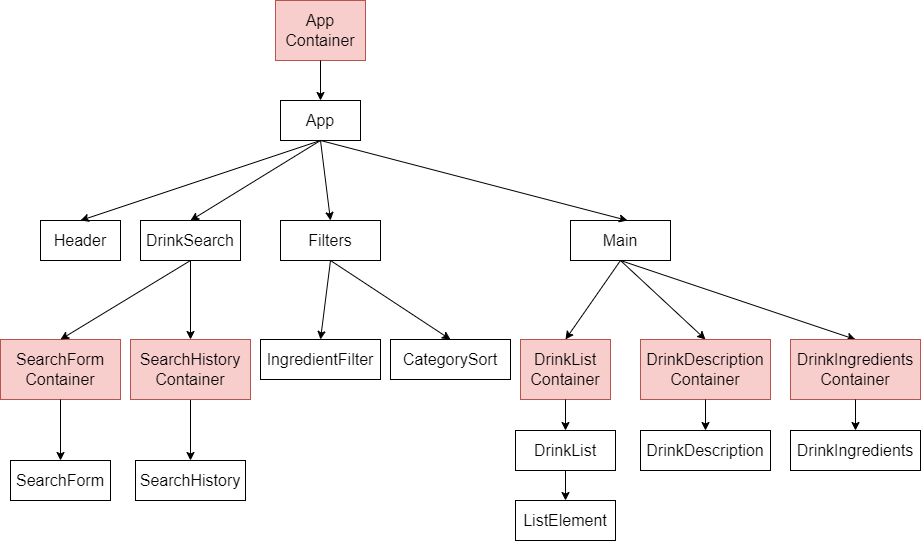 App
Container
App
Header
DrinkSearch
Filters
Main
SearchForm
Container
SearchHistory
Container
IngredientFilter
CategorySort
DrinkList
Container
DrinkDescription
Container
DrinkIngredients
Container
DrinkList
DrinkDescription
DrinkIngredients
SearchForm
SearchHistory
ListElement